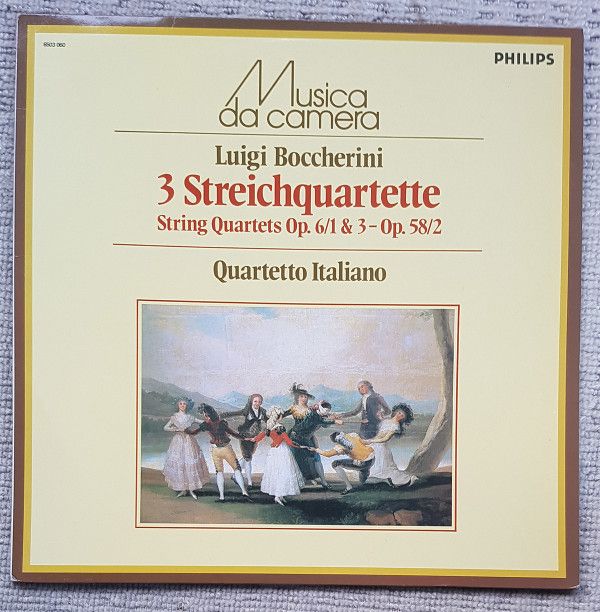 6503 060
PHILIPS
Musica
da camera
Luigi Boccherini
3 Streichquartette
String Quartets Op. 6/1 & 3 – Op. 58/2
Quartetto Italiano